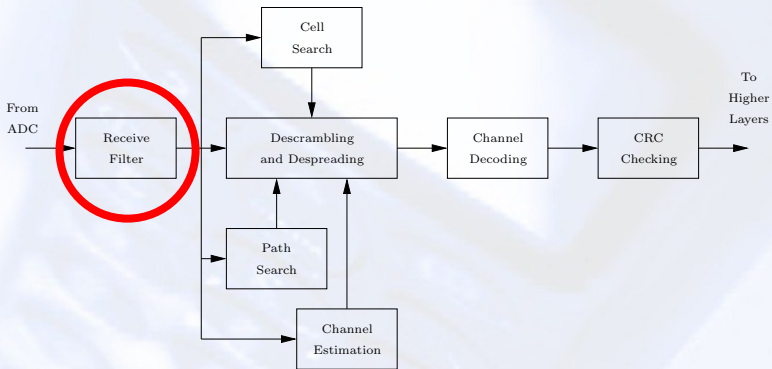 Cell
Search
From
ADC
Receive
Filter
Descrambling
and Despreading
Channel
Decoding
CRC
Checking
To
Higher
Layers
Path
Search
Channel
Estimation